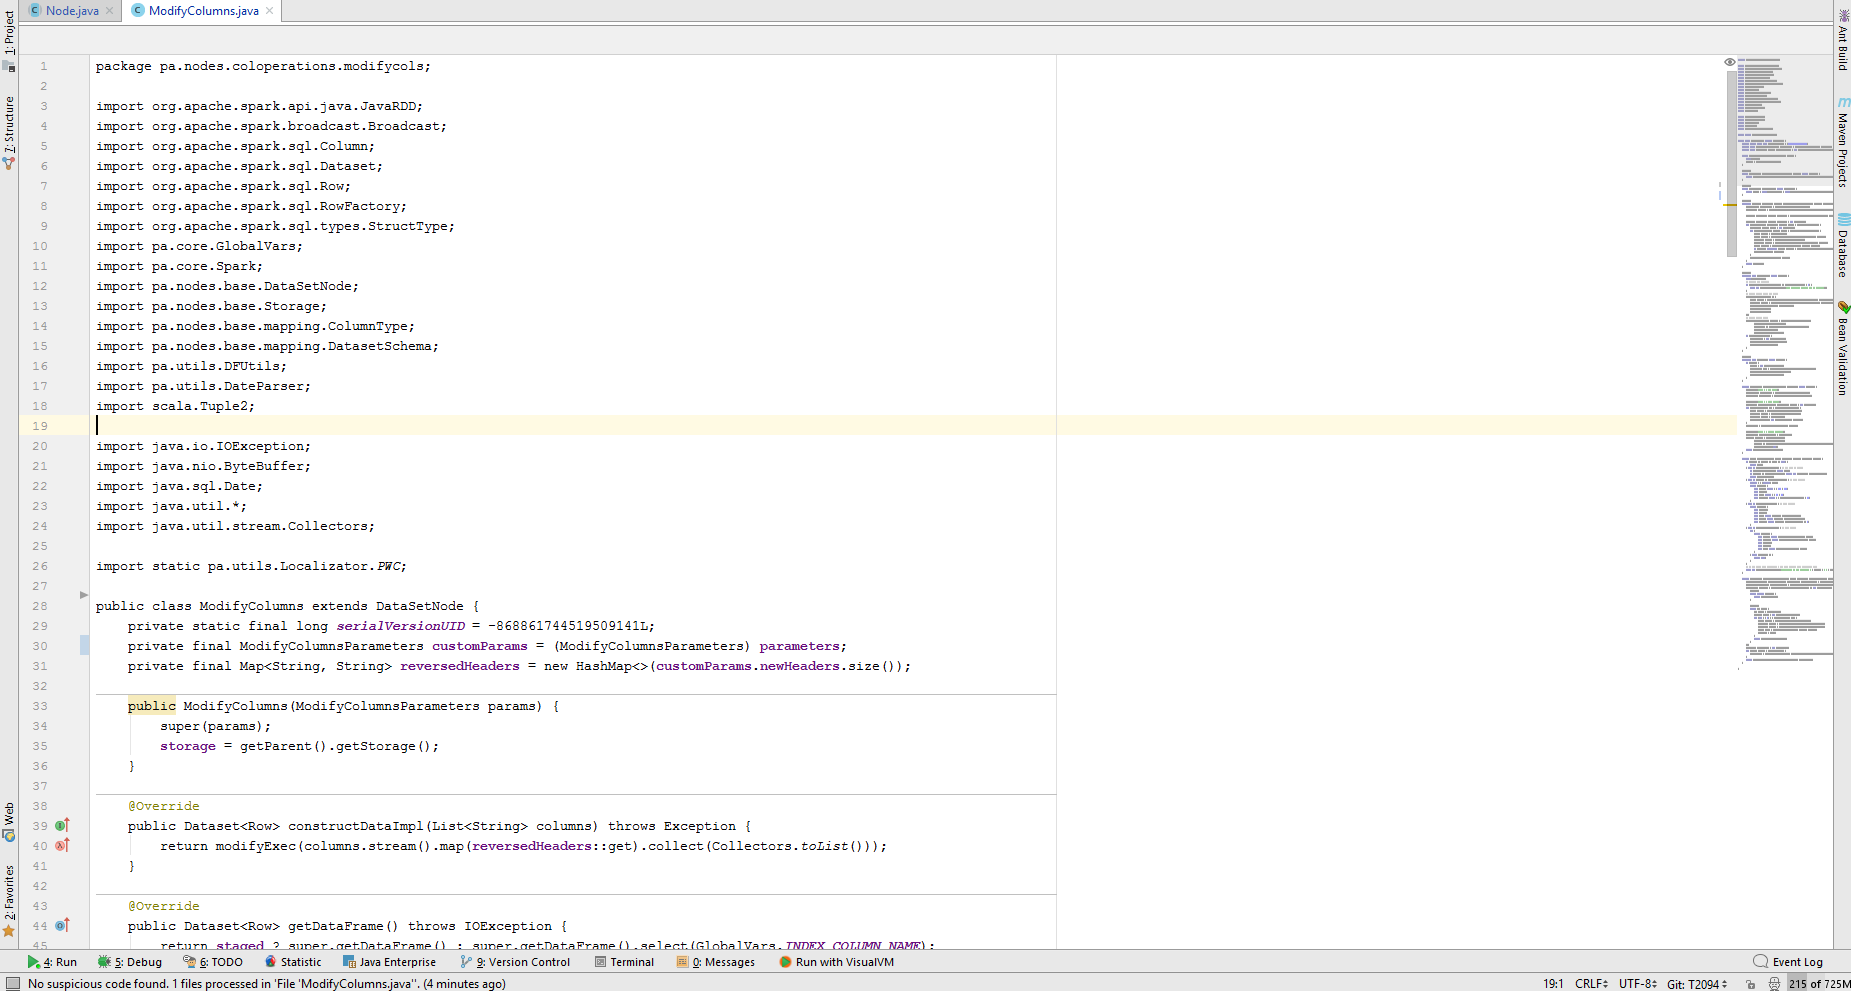 Node.java
ModifyColumns.java
1: Project
7: Structure
Web
2: Favorites
1 package pa.nodes.coloperations.modifycols;
2
3 import org.apache.spark.api.java.JavaRDD;
4 import org.apache.spark.broadcast.Broadcast;
5 import org.apache.spark.sql.Column;
6 import org.apache.spark.sql.Dataset;
7 import org.apache.spark.sql.Row;
8 import org.apache.spark.sql.RowFactory;
9 import org.apache.spark.sql.types.StructType;
10 import pa.core.GlobalVars;
11 import pa.core.Spark;
12 import pa.nodes.base.DataSetNode;
13 import pa.nodes.base.Storage;
14 import pa.nodes.base.mapping.ColumnType;
15 import pa.nodes.base.mapping.DatasetSchema;
16 import pa.utils.DFUtils;
17 import pa.utils.DateParser;
18 import scala.Tuple2;
19
20 import java.io.IOException;
21 import java.nio.ByteBuffer;
22 import java.sql.Date;
23 import java.util.*;
24 import java.util.stream.Collectors;
25
26 import static pa.utils.Localizator.PWC;
27
28 public class ModifyColumns extends DataSetNode {
29 private static final long serialVersionUID = -868861744519509141L;
30 private final ModifyColumnsParameters customParams = (ModifyColumnsParameters) parameters;
31 private final Map<String, String> reversedHeaders = new HashMap<>(customParams.newHeaders.size());
32
33 public ModifyColumns(ModifyColumnsParameters params) {
34 super(params);
35 storage = getParent().getStorage();
36 }
37
38 @Override
39 public Dataset<Row> constructDataImpl(List<String> columns) throws Exception {
40 return modifyExec(columns.stream().map(reversedHeaders::get).collect(Collectors.toList()));
41 }
42
43 @Override
44 public Dataset<Row> getDataFrame() throws IOException {
45 return staged ? super.getDataFrame() : super.getDataFrame().select(GlobalVars.INDEX_COLUMN_NAME);
Ant Build
Maven Projects
Database
Bean Validation
4: Run 5: Debug 6: TODO Statistic Java Enterprise 9: Version Control Terminal 0: Messages Run with VisualVM Event Log
No suspicious code found. 1 files processed in 'File 'ModifyColumns.java''. (4 minutes ago) 19:1 CRLF UTF-8 Git: T2094 215 of 725M